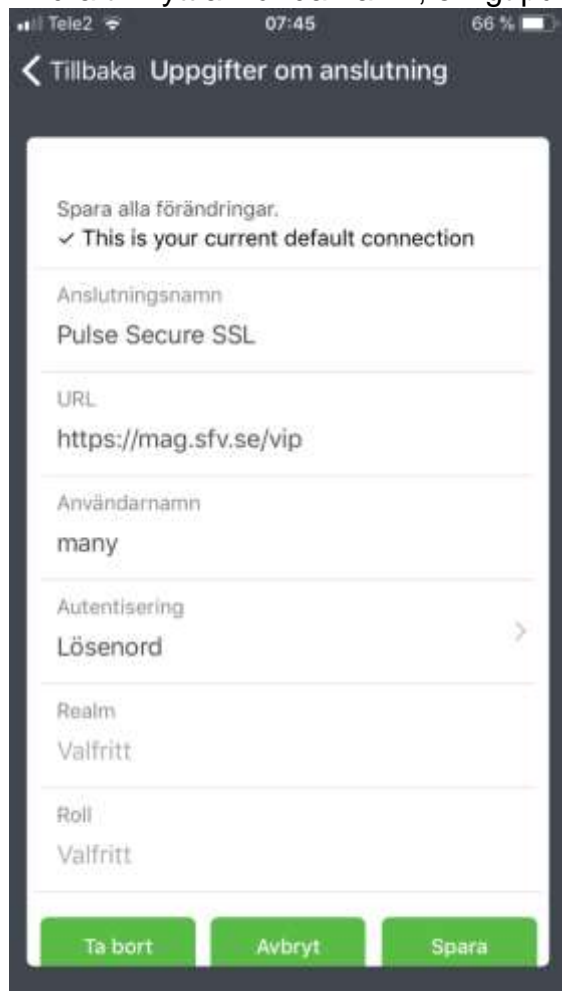 Tele2 07:45 66 %
Tillbaka Uppgifter om anslutning
Spara alla förändringar.
✓ This is your current default connection
Anslutningsnamn
Pulse Secure SSL
URL
https://mag.sfv.se/vip
Användarnamn
many
Autentisering
Lösenord
Realm
Valfritt
Roll
Valfritt
Ta bort Avbryt Spara